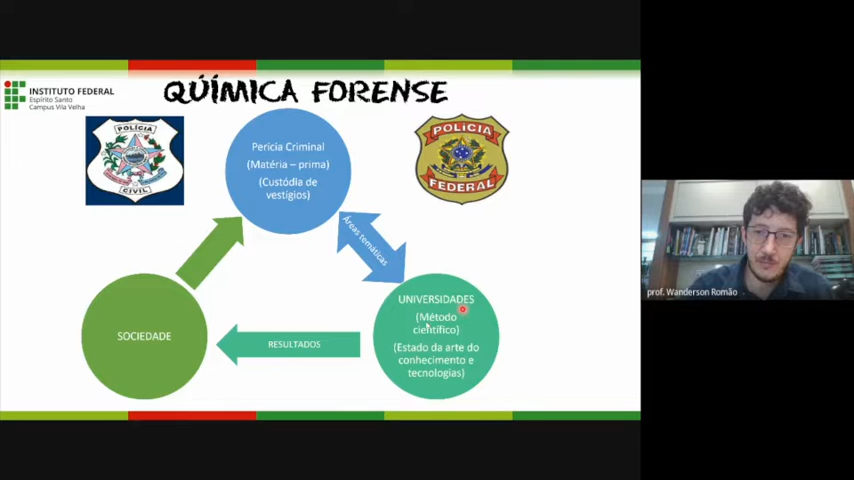 INSTITUTO FEDERAL
Espírito Santo
Campus Vila Velha
QUÍMICA FORENSE
POLÍCIA
CIVIL
Perícia Criminal
(Matéria – prima)
(Custódia de
vestígios)
POLÍCIA
FEDERAL
Áreas temáticas
SOCIEDADE
RESULTADOS
UNIVERSIDADES
(Método
científico)
(Estado da arte do
conhecimento e
tecnologias)
prof. Wanderson Romão